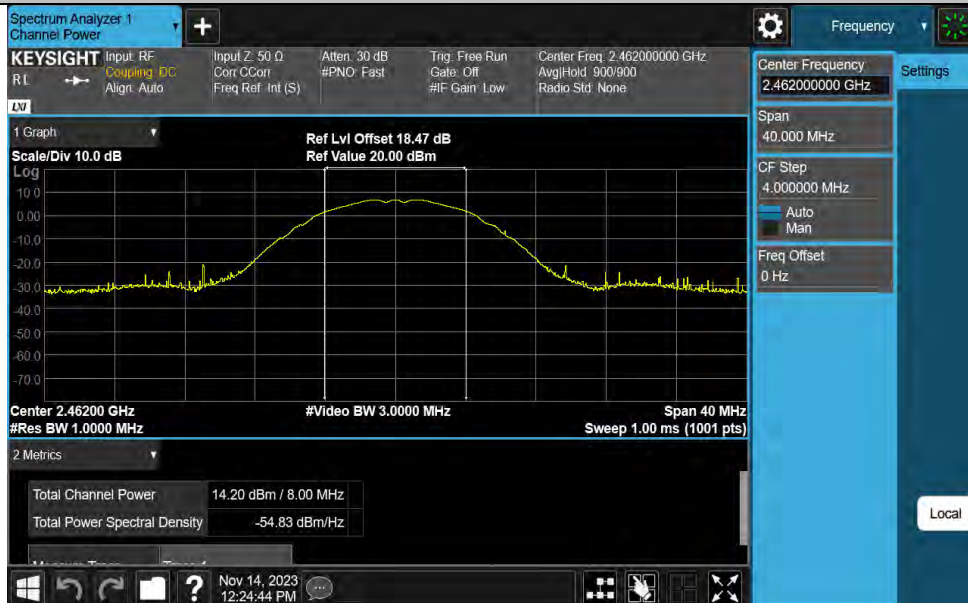 Spectrum Analyzer 1
Channel Power
+
Frequency
KEYSIGHT
Input: RF
Coupling: DC
Align: Auto
Input Z: 50 Ω
Corr CCorr
Freq Ref: Int (S)
Atten: 30 dB
#PNO: Fast
Trig: Free Run
Gate: Off
#IF Gain: Low
Center Freq: 2.462000000 GHz
Avg|Hold: 900/900
Radio Std: None
LXI
Center Frequency
2.462000000 GHz
Settings
Span
40.000 MHz
CF Step
4.000000 MHz
Auto
Man
Freq Offset
0 Hz
1 Graph
Scale/Div 10.0 dB
Ref Lvl Offset 18.47 dB
Ref Value 20.00 dBm
Log
10.0
0.00
-10.0
-20.0
-30.0
-40.0
-50.0
-60.0
-70.0
Center 2.46200 GHz
#Video BW 3.0000 MHz
Span 40 MHz
#Res BW 1.0000 MHz
Sweep 1.00 ms (1001 pts)
2 Metrics
Total Channel Power 14.20 dBm / 8.00 MHz
Total Power Spectral Density -54.83 dBm/Hz
Local
?
Nov 14, 2023
12:24:44 PM